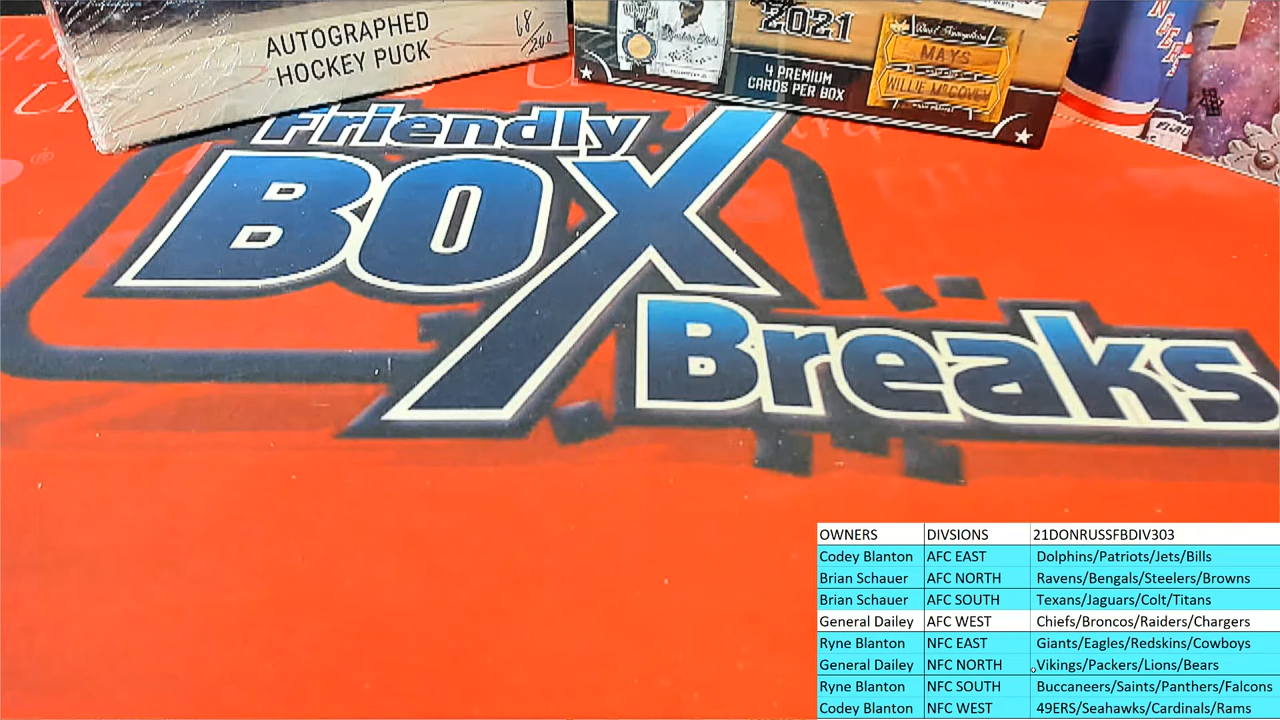 AUTOGRAPHED
HOCKEY PUCK
68/200
2021
4 PREMIUM
CARDS PER BOX
MAYS
WILLIE McCOVEY
Friendly
BOX
Breaks
OWNERS DIVSIONS 21DONRUSSFBDIV303
Codey Blanton AFC EAST Dolphins/Patriots/Jets/Bills
Brian Schauer AFC NORTH Ravens/Bengals/Steelers/Browns
Brian Schauer AFC SOUTH Texans/Jaguars/Colt/Titans
General Dailey AFC WEST Chiefs/Broncos/Raiders/Chargers
Ryne Blanton NFC EAST Giants/Eagles/Redskins/Cowboys
General Dailey NFC NORTH Vikings/Packers/Lions/Bears
Ryne Blanton NFC SOUTH Buccaneers/Saints/Panthers/Falcons
Codey Blanton NFC WEST 49ERS/Seahawks/Cardinals/Rams